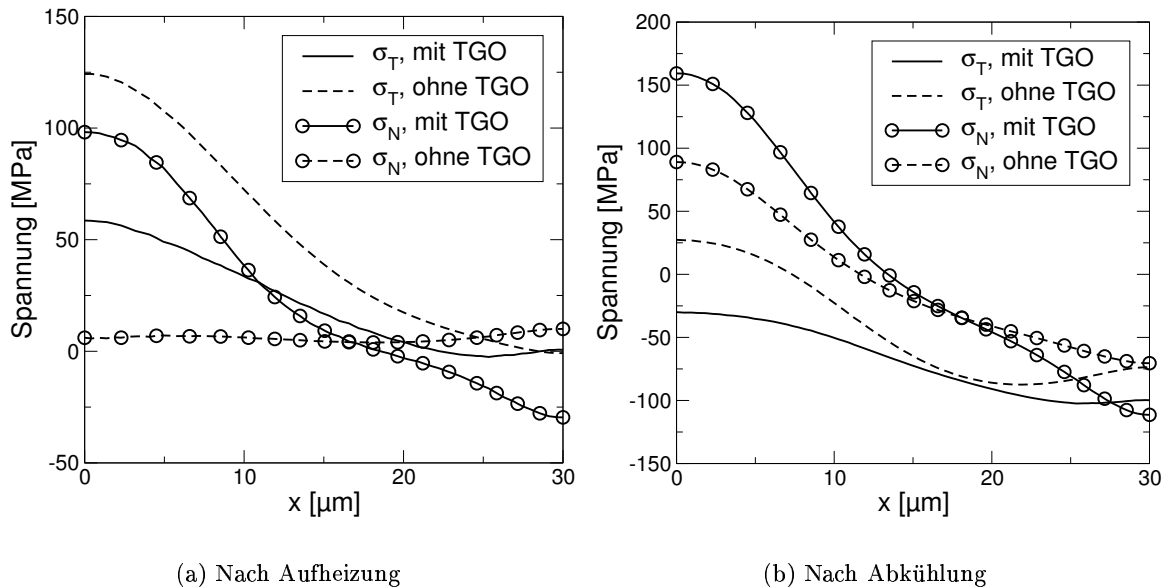 150
100
50
0
-50
0
10
20
30
Spannung [MPa]
x [µm]
σT, mit TGO
σT, ohne TGO
σN, mit TGO
σN, ohne TGO
(a) Nach Aufheizung
200
150
100
50
0
-50
-100
-150
0
10
20
30
Spannung [MPa]
x [µm]
σT, mit TGO
σT, ohne TGO
σN, mit TGO
σN, ohne TGO
(b) Nach Abkühlung